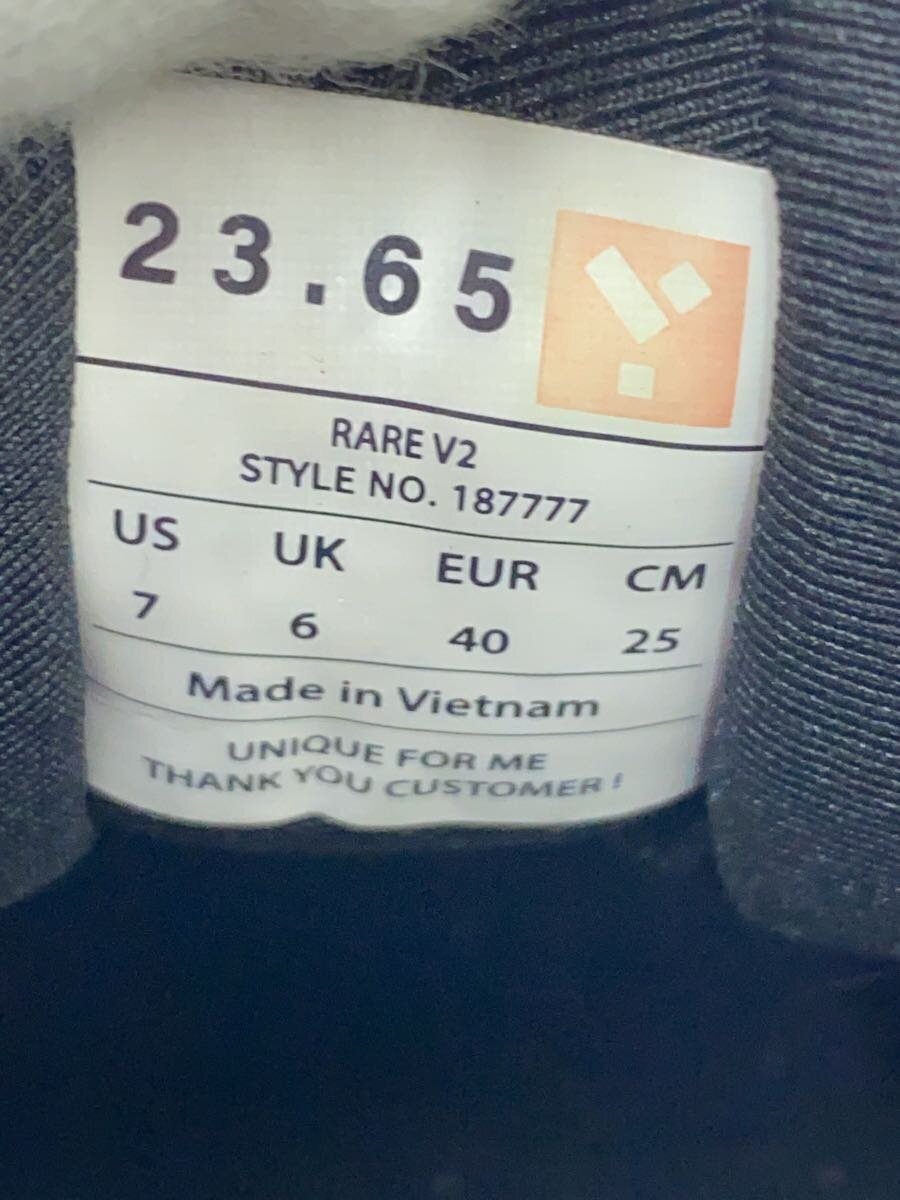 23.65
RARE V2
STYLE NO. 187777
US UK EUR CM
7 6 40 25
Made in Vietnam
UNIQUE FOR ME
THANK YOU CUSTOMER !